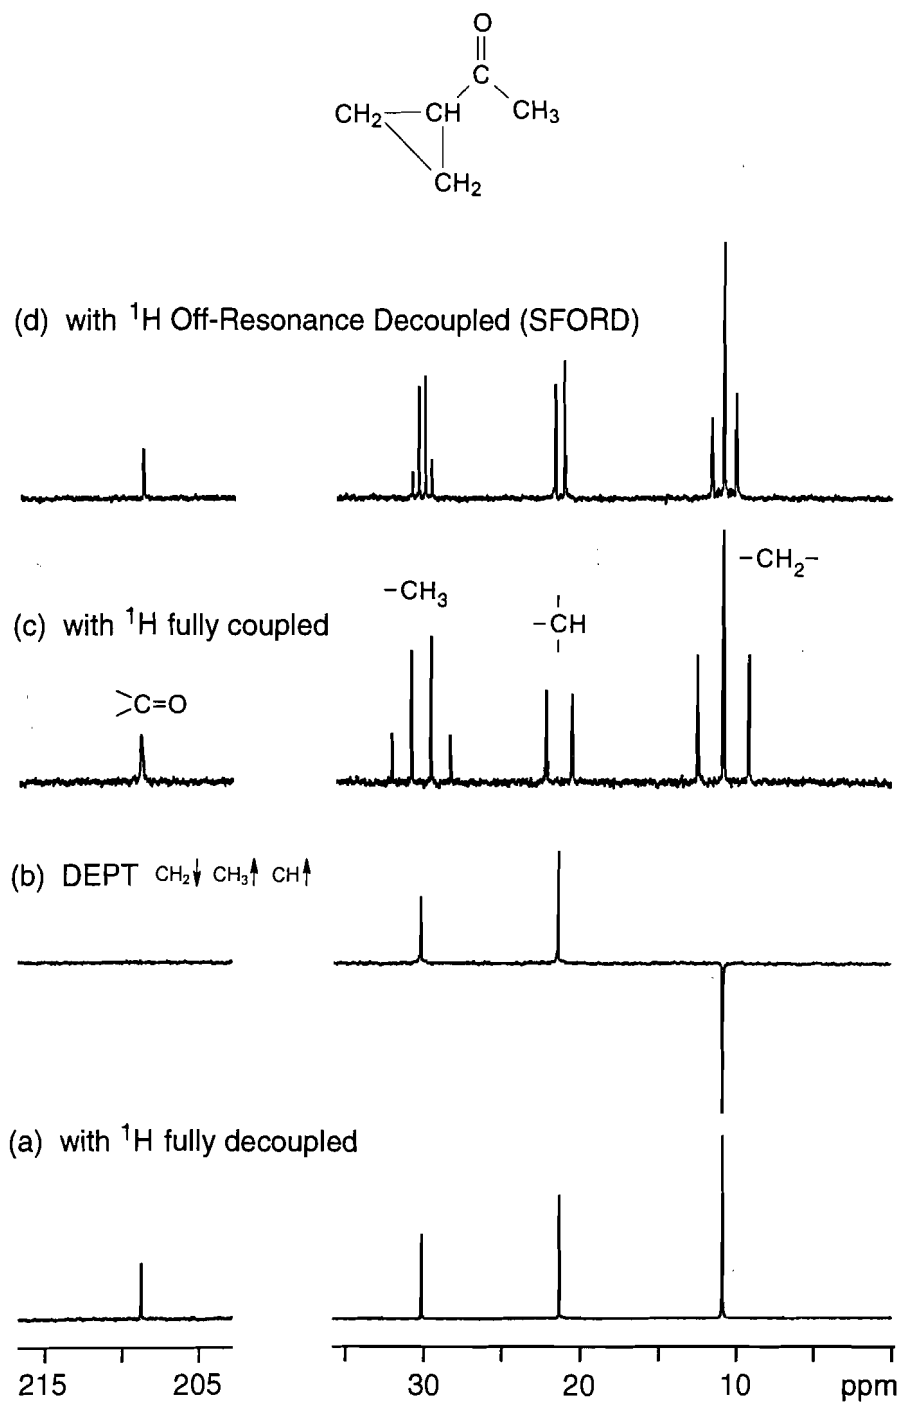 O
C
CH2 CH CH3
CH2
(d) with 1H Off-Resonance Decoupled (SFORD)
-CH2-
-CH3
-CH
(c) with 1H fully coupled
>C=O
(b) DEPT CH2↓ CH3↑ CH↑
(a) with 1H fully decoupled
215 205 30 20 10 ppm